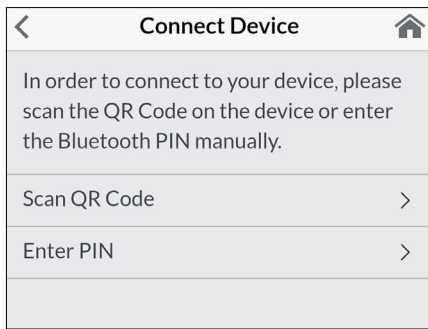 Connect Device
In order to connect to your device, please
scan the QR Code on the device or enter
the Bluetooth PIN manually.
Scan QR Code
Enter PIN